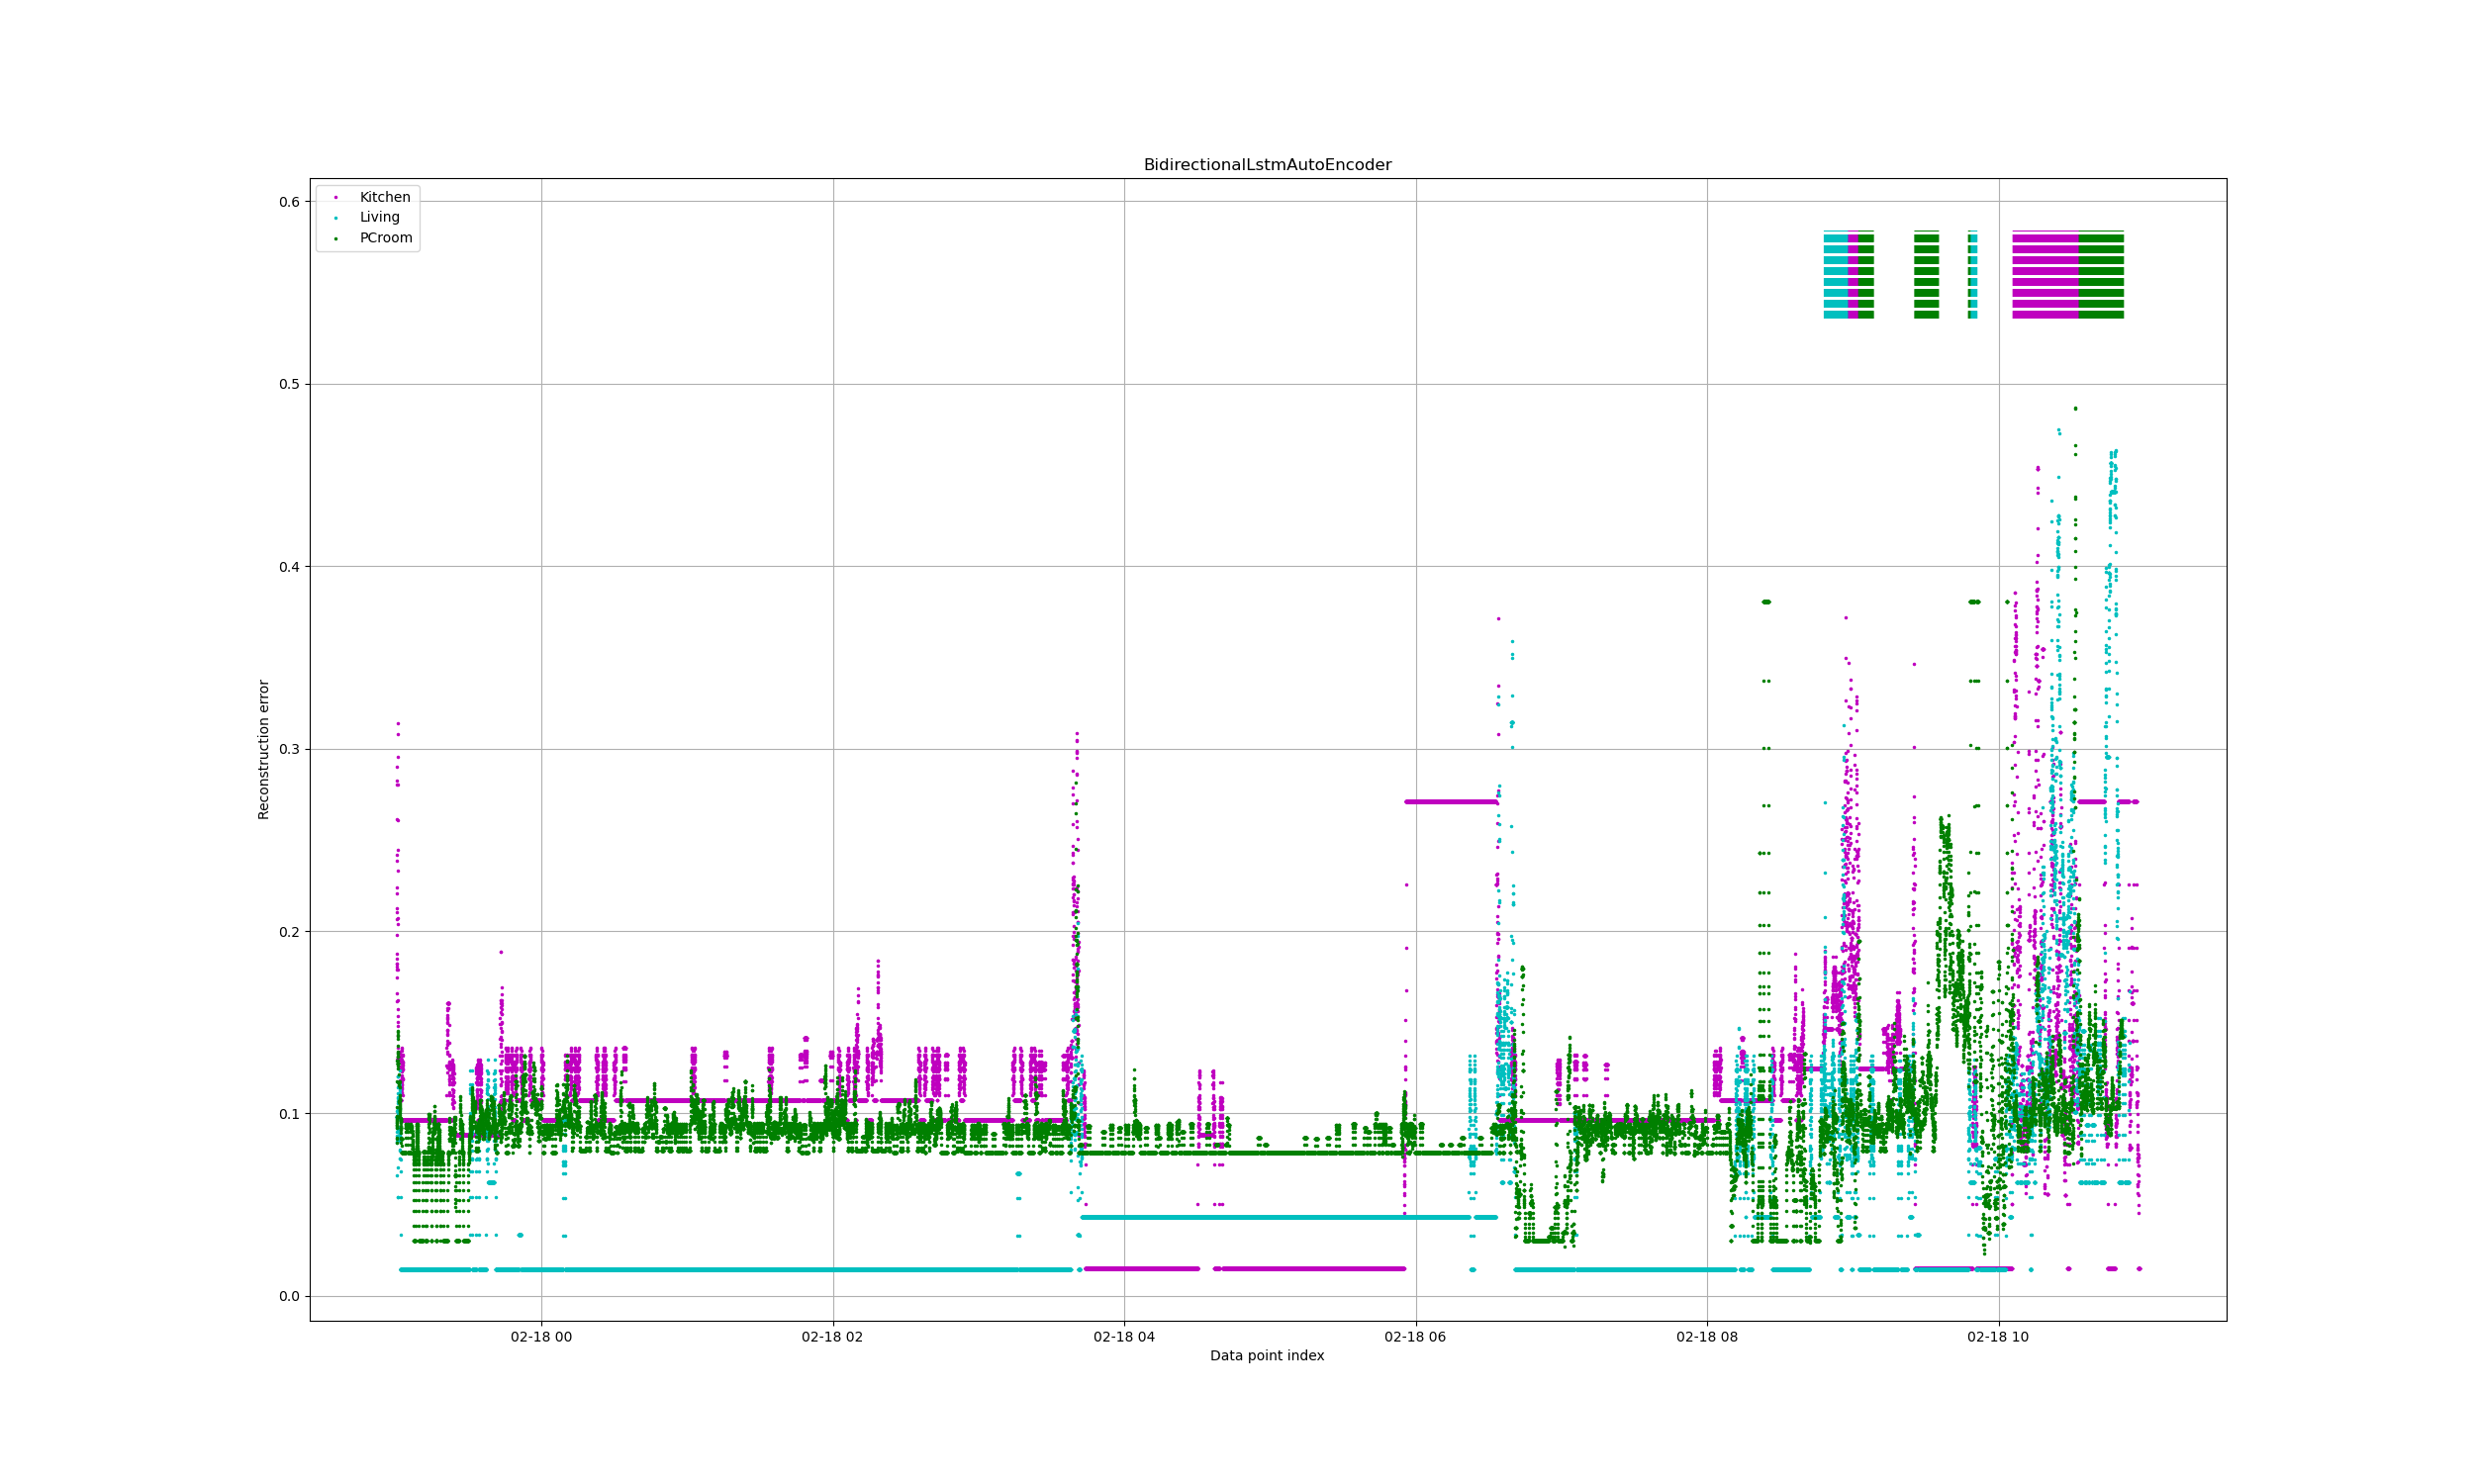 BidirectionalLstmAutoEncoder
Kitchen
Living
PCroom
0.6
0.5
0.4
0.3
0.2
0.1
0.0
Reconstruction error
02-18 00
02-18 02
02-18 04
02-18 06
02-18 08
02-18 10
Data point index